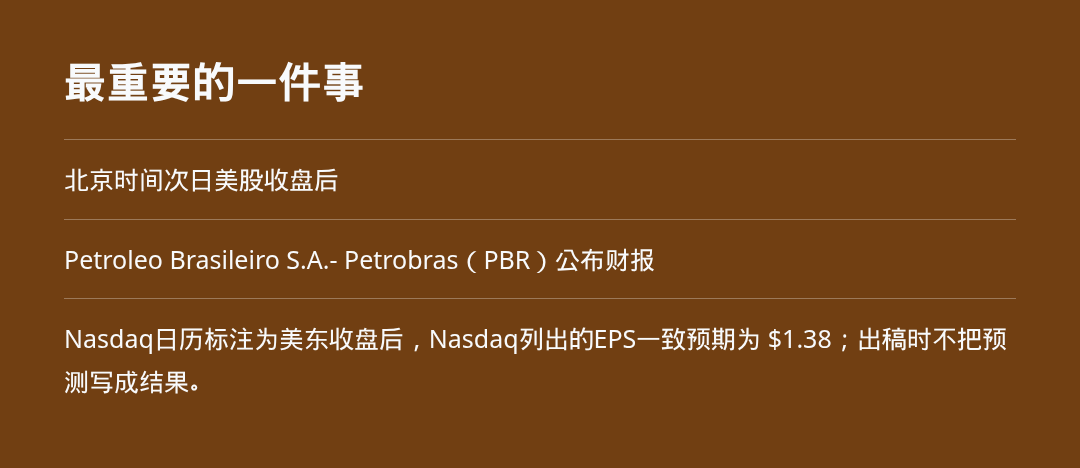 最重要的一件事
北京时间次日美股收盘后
Petroleo Brasileiro S.A.- Petrobras（PBR）公布财报
Nasdaq日历标注为美东收盘后，Nasdaq列出的EPS一致预期为 $1.38；出稿时不把预
测写成结果。